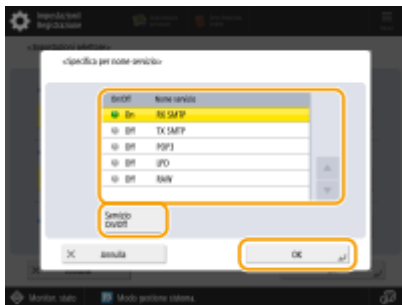 Impostazioni
Registrazione
<Specifica per nome servizio>
On/Off Nome servizio
On RX SMTP
Off TX SMTP
Off POP3
Off LPD
Off RAW
Servizio
On/Off
Annulla
OK
Monitor. stato Modo gestione sistema.